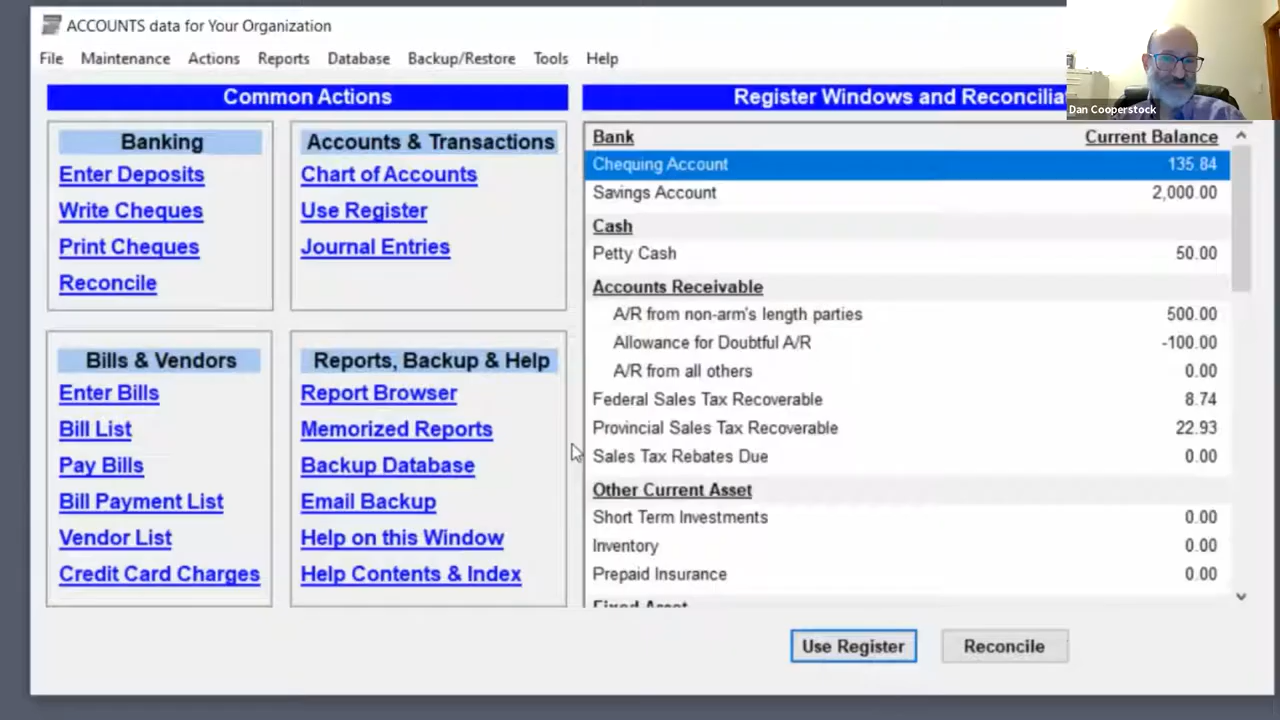 ACCOUNTS data for Your Organization
File Maintenance Actions Reports Database Backup/Restore Tools Help
Dan Cooperstock
Common Actions
Banking
Enter Deposits
Write Cheques
Print Cheques
Reconcile
Accounts & Transactions
Chart of Accounts
Use Register
Journal Entries
Bills & Vendors
Enter Bills
Bill List
Pay Bills
Bill Payment List
Vendor List
Credit Card Charges
Reports, Backup & Help
Report Browser
Memorized Reports
Backup Database
Email Backup
Help on this Window
Help Contents & Index
Register Windows and Reconcilia
Bank Current Balance
Chequing Account 135.84
Savings Account 2,000.00
Cash
Petty Cash 50.00
Accounts Receivable
A/R from non-arm's length parties 500.00
Allowance for Doubtful A/R -100.00
A/R from all others 0.00
Federal Sales Tax Recoverable 8.74
Provincial Sales Tax Recoverable 22.93
Sales Tax Rebates Due 0.00
Other Current Asset
Short Term Investments 0.00
Inventory 0.00
Prepaid Insurance 0.00
Fixed Asset
Use Register Reconcile